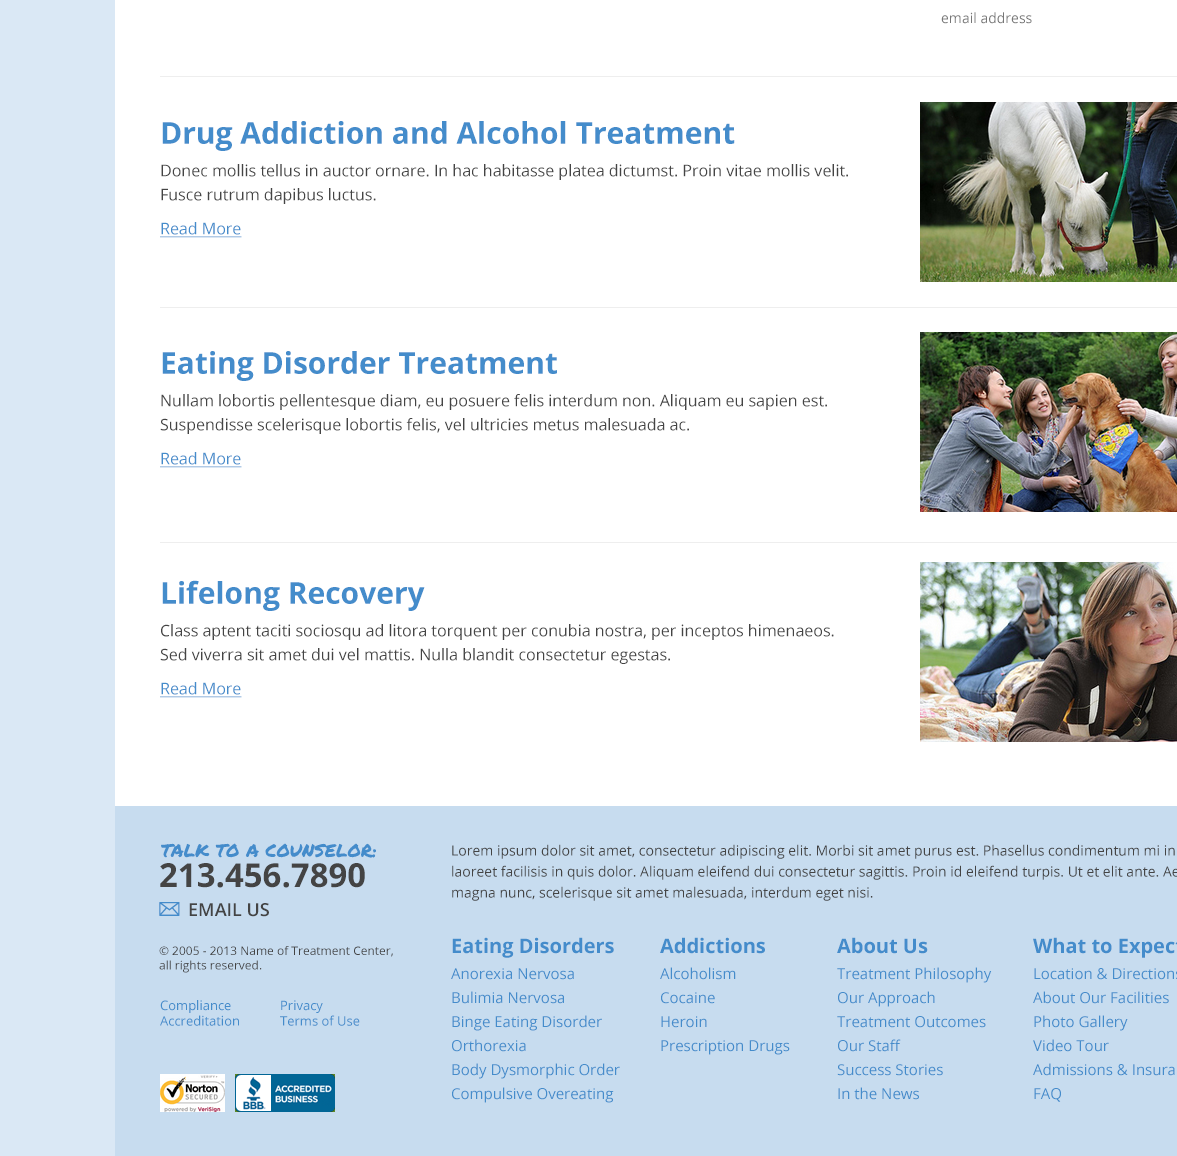 email address
Drug Addiction and Alcohol Treatment
Donec mollis tellus in auctor ornare. In hac habitasse platea dictumst. Proin vitae mollis velit.
Fusce rutrum dapibus luctus.
Read More
Eating Disorder Treatment
Nullam lobortis pellentesque diam, eu posuere felis interdum non. Aliquam eu sapien est.
Suspendisse scelerisque lobortis felis, vel ultricies metus malesuada ac.
Read More
Lifelong Recovery
Class aptent taciti sociosqu ad litora torquent per conubia nostra, per inceptos himenaeos.
Sed viverra sit amet dui vel mattis. Nulla blandit consectetur egestas.
Read More
TALK TO A COUNSELOR:
213.456.7890
EMAIL US
© 2005 - 2013 Name of Treatment Center,
all rights reserved.
Compliance
Accreditation
Privacy
Terms of Use
Norton
SECURED
powered by VeriSign
BBB
ACCREDITED
BUSINESS
Lorem ipsum dolor sit amet, consectetur adipiscing elit. Morbi sit amet purus est. Phasellus condimentum mi in
laoreet facilisis in quis dolor. Aliquam eleifend dui consectetur sagittis. Proin id eleifend turpis. Ut et elit ante.
magna nunc, scelerisque sit amet malesuada, interdum eget nisi.
Eating Disorders
Anorexia Nervosa
Bulimia Nervosa
Binge Eating Disorder
Orthorexia
Body Dysmorphic Order
Compulsive Overeating
Addictions
Alcoholism
Cocaine
Heroin
Prescription Drugs
About Us
Treatment Philosophy
Our Approach
Treatment Outcomes
Our Staff
Success Stories
In the News
What to Expec
Location & Directions
About Our Facilities
Photo Gallery
Video Tour
Admissions & Insura
FAQ